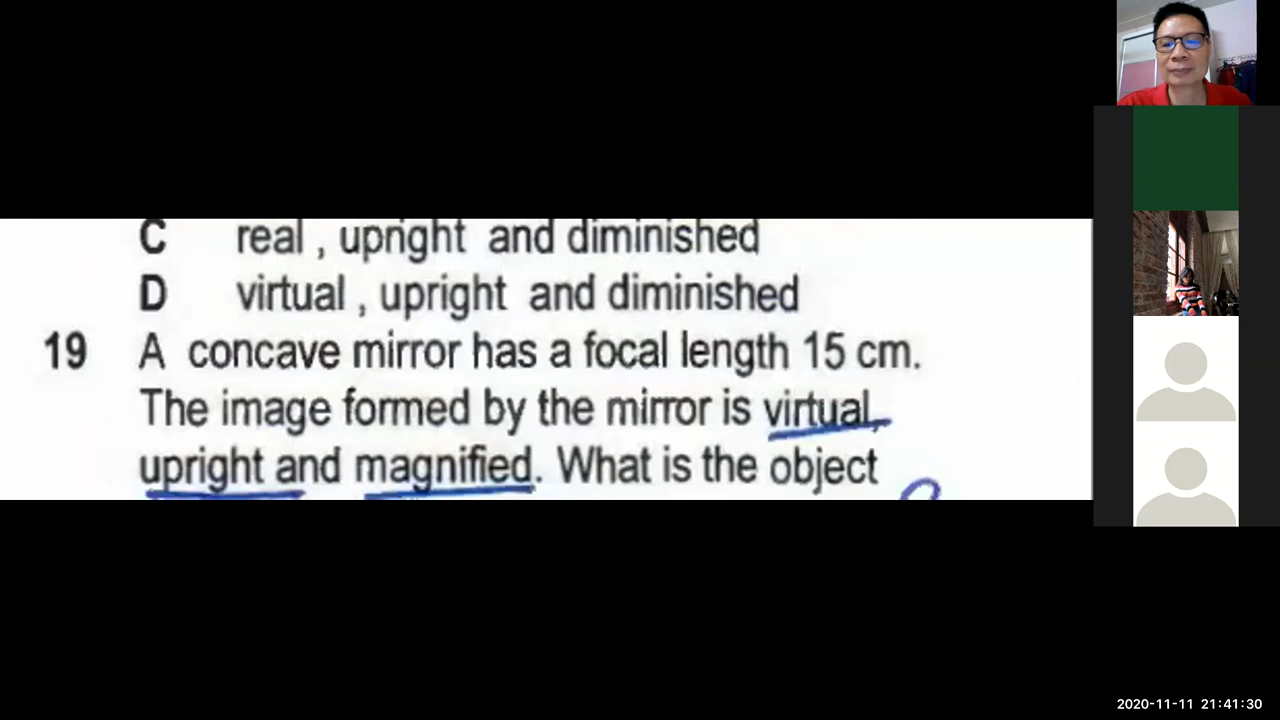 C real , upright and diminished
D virtual , upright and diminished
19 A concave mirror has a focal length 15 cm.
The image formed by the mirror is virtual,
upright and magnified. What is the object
2020-11-11 21:41:30